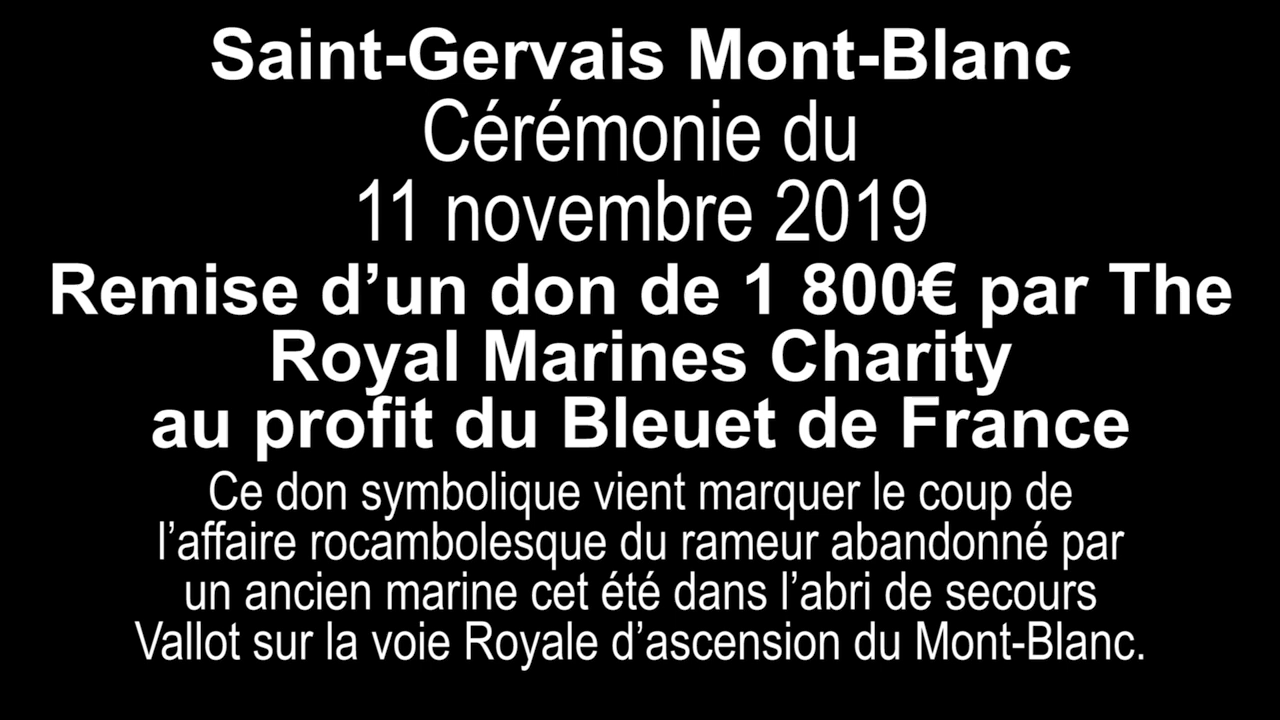 Saint-Gervais Mont-Blanc
Cérémonie du
11 novembre 2019
Remise d’un don de 1 800€ par The
Royal Marines Charity
au profit du Bleuet de France
Ce don symbolique vient marquer le coup de
l’affaire rocambolesque du rameur abandonné par
un ancien marine cet été dans l’abri de secours
Vallot sur la voie Royale d’ascension du Mont-Blanc.